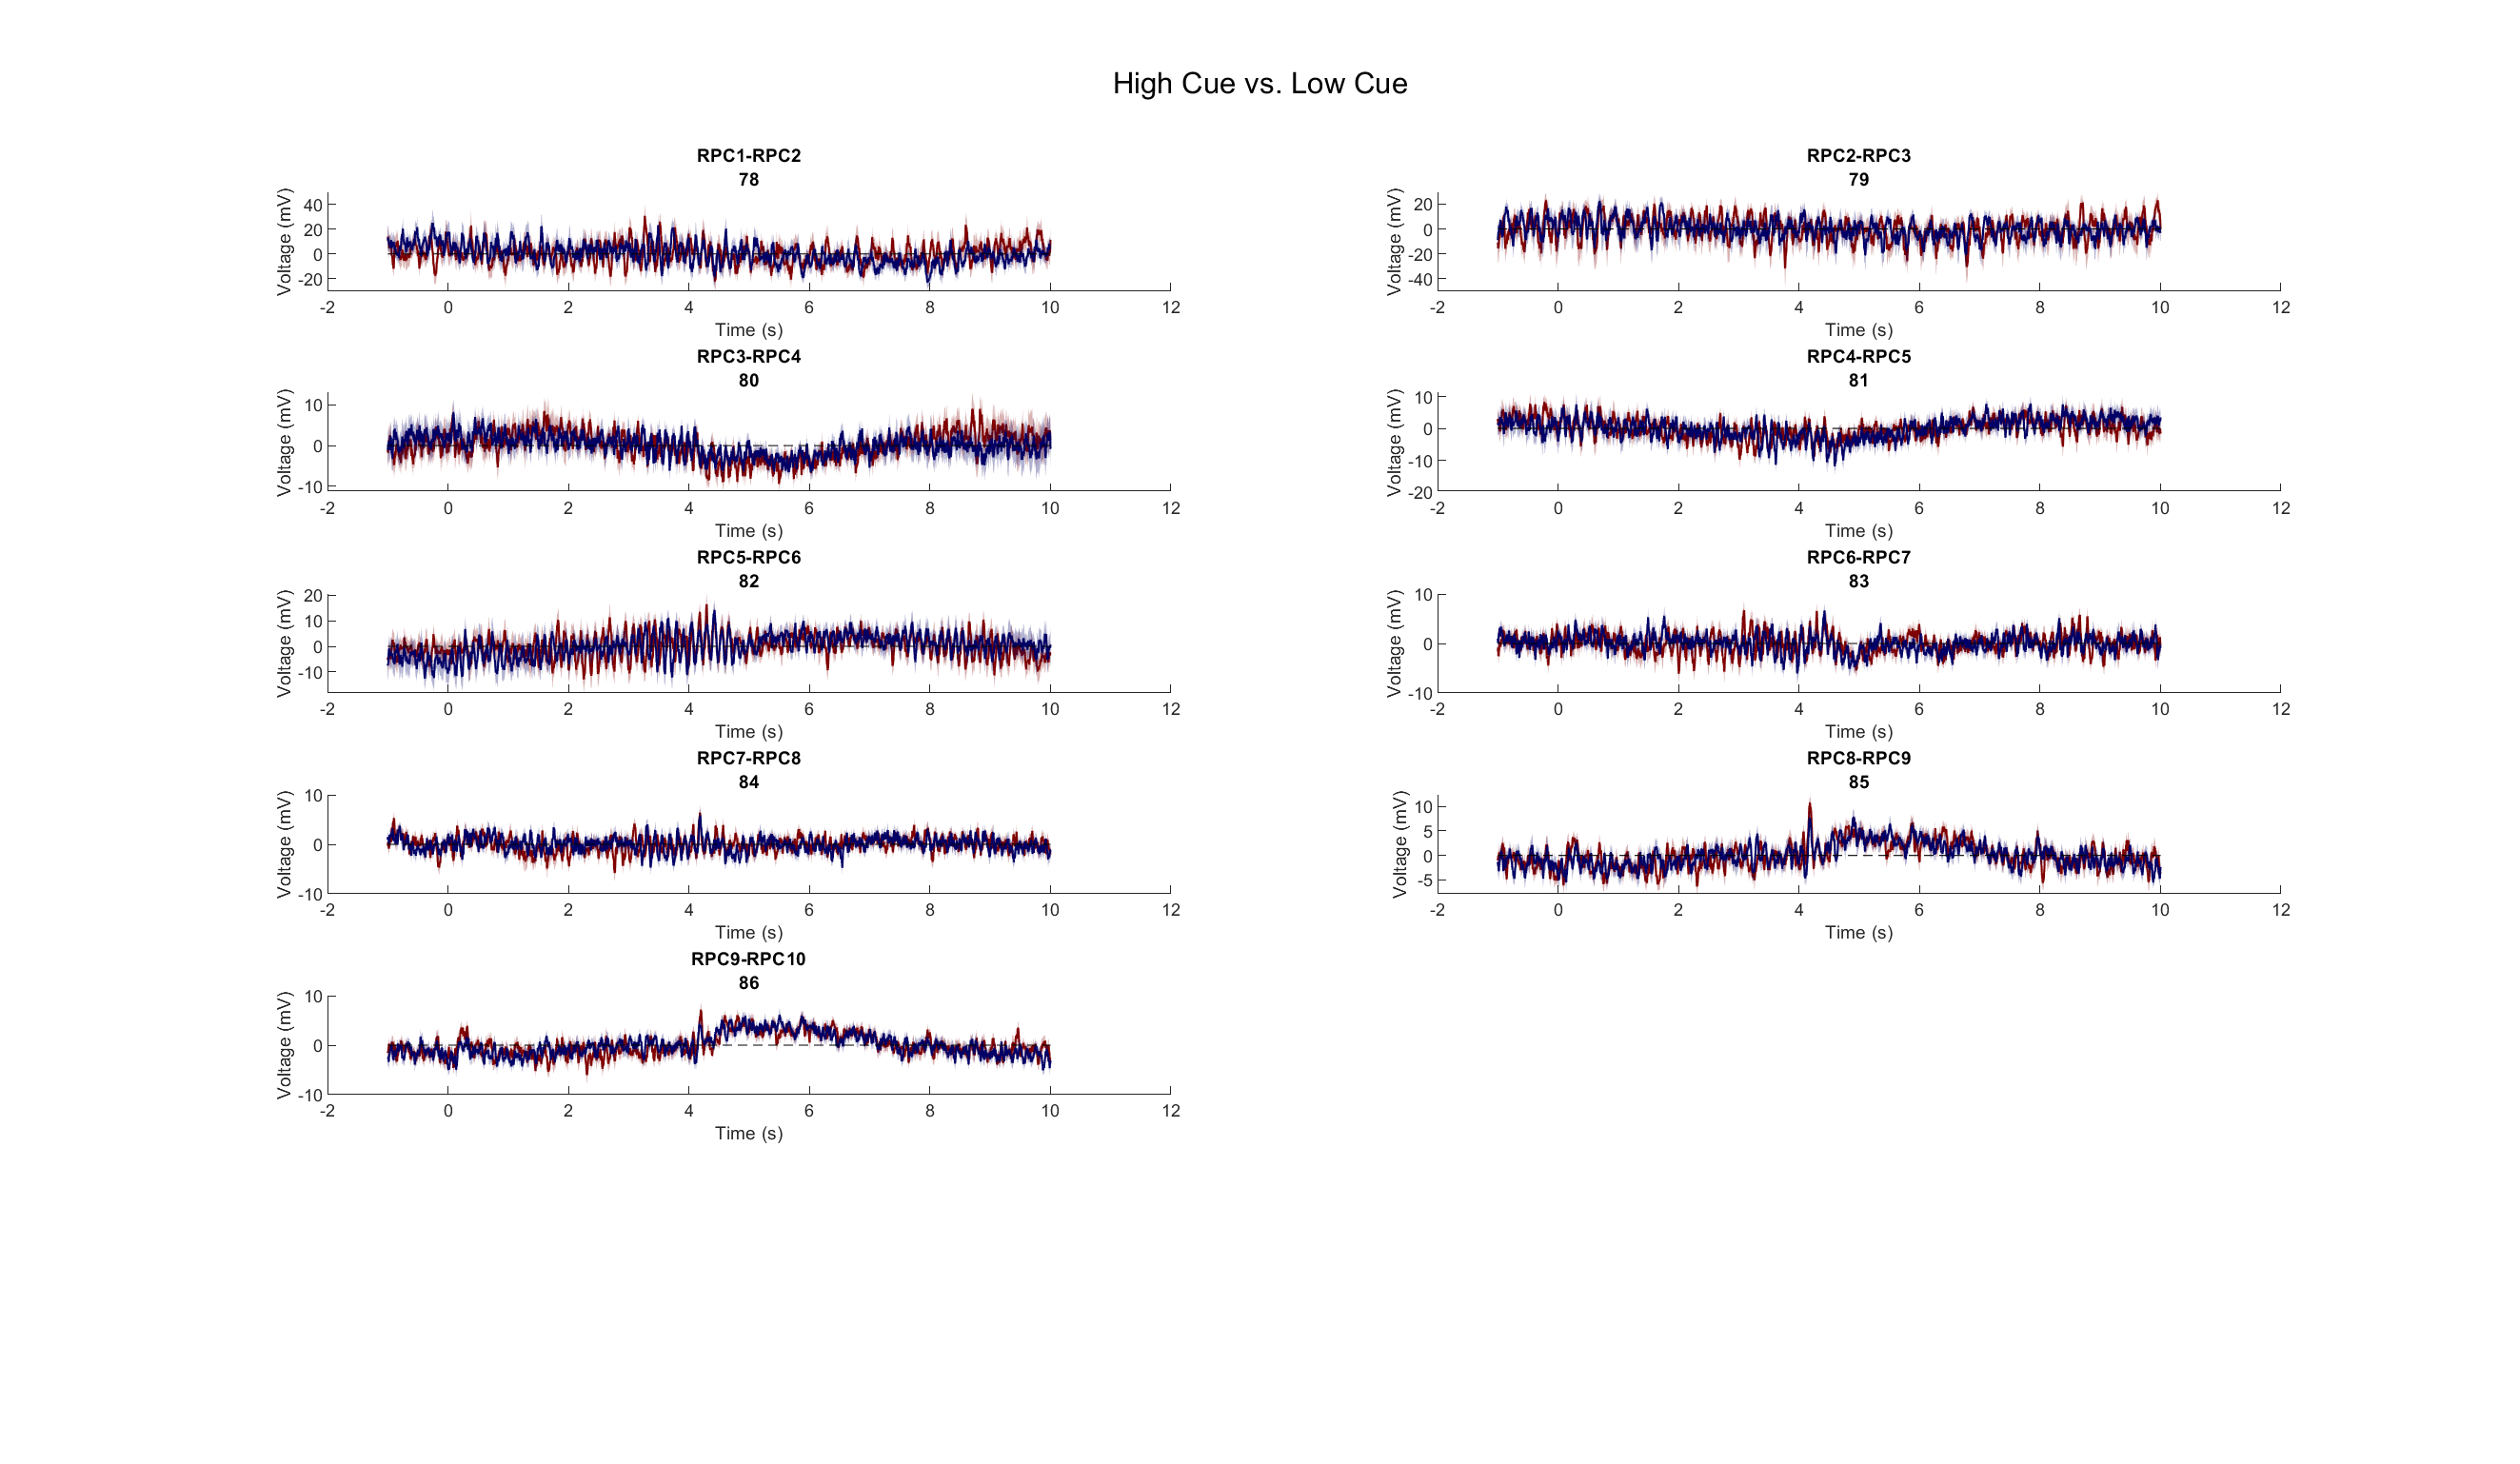 High Cue vs. Low Cue
RPC1-RPC2
78
Voltage (mV)
40
20
0
-20
-2 0 2 4 6 8 10 12
Time (s)
RPC2-RPC3
79
Voltage (mV)
20
0
-20
-40
-2 0 2 4 6 8 10 12
Time (s)
RPC3-RPC4
80
Voltage (mV)
10
0
-10
-2 0 2 4 6 8 10 12
Time (s)
RPC4-RPC5
81
Voltage (mV)
10
0
-10
-20
-2 0 2 4 6 8 10 12
Time (s)
RPC5-RPC6
82
Voltage (mV)
20
10
0
-10
-2 0 2 4 6 8 10 12
Time (s)
RPC6-RPC7
83
Voltage (mV)
10
0
-10
-2 0 2 4 6 8 10 12
Time (s)
RPC7-RPC8
84
Voltage (mV)
10
0
-10
-2 0 2 4 6 8 10 12
Time (s)
RPC8-RPC9
85
Voltage (mV)
10
5
0
-5
-2 0 2 4 6 8 10 12
Time (s)
RPC9-RPC10
86
Voltage (mV)
10
0
-10
-2 0 2 4 6 8 10 12
Time (s)